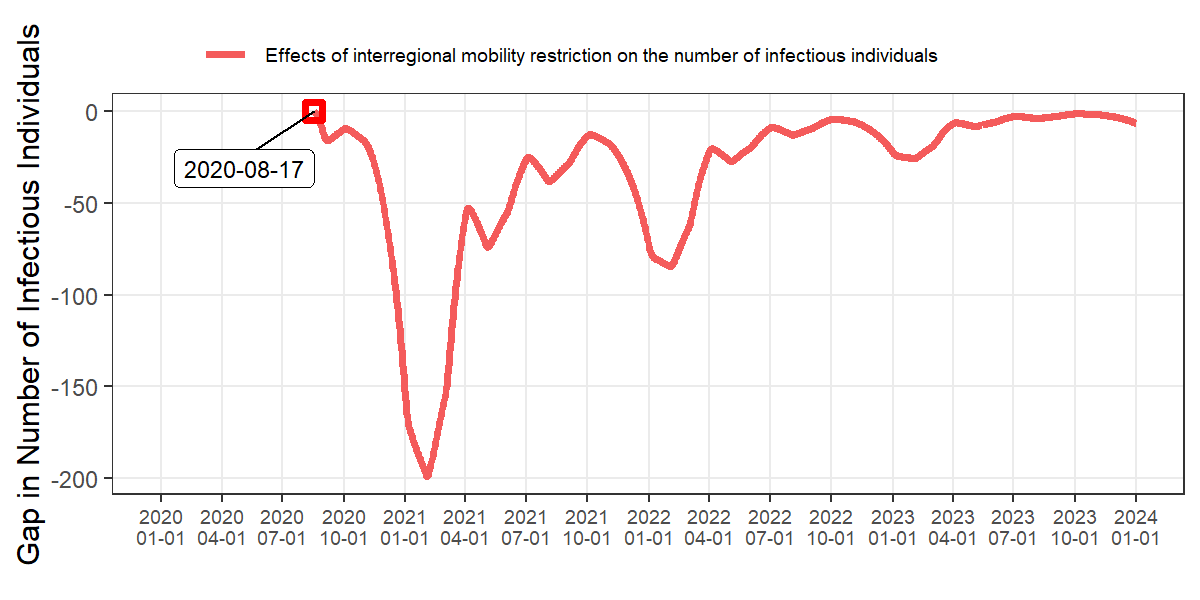 Effects of interregional mobility restriction on the number of infectious individuals
Gap in Number of Infectious Individuals
0
-50
-100
-150
-200
2020-08-17
2020 2020 2020 2020 2021 2021 2021 2021 2022 2022 2022 2022 2023 2023 2023 2023 2024
01-01 04-01 07-01 10-01 01-01 04-01 07-01 10-01 01-01 04-01 07-01 10-01 01-01 04-01 07-01 10-01 01-01